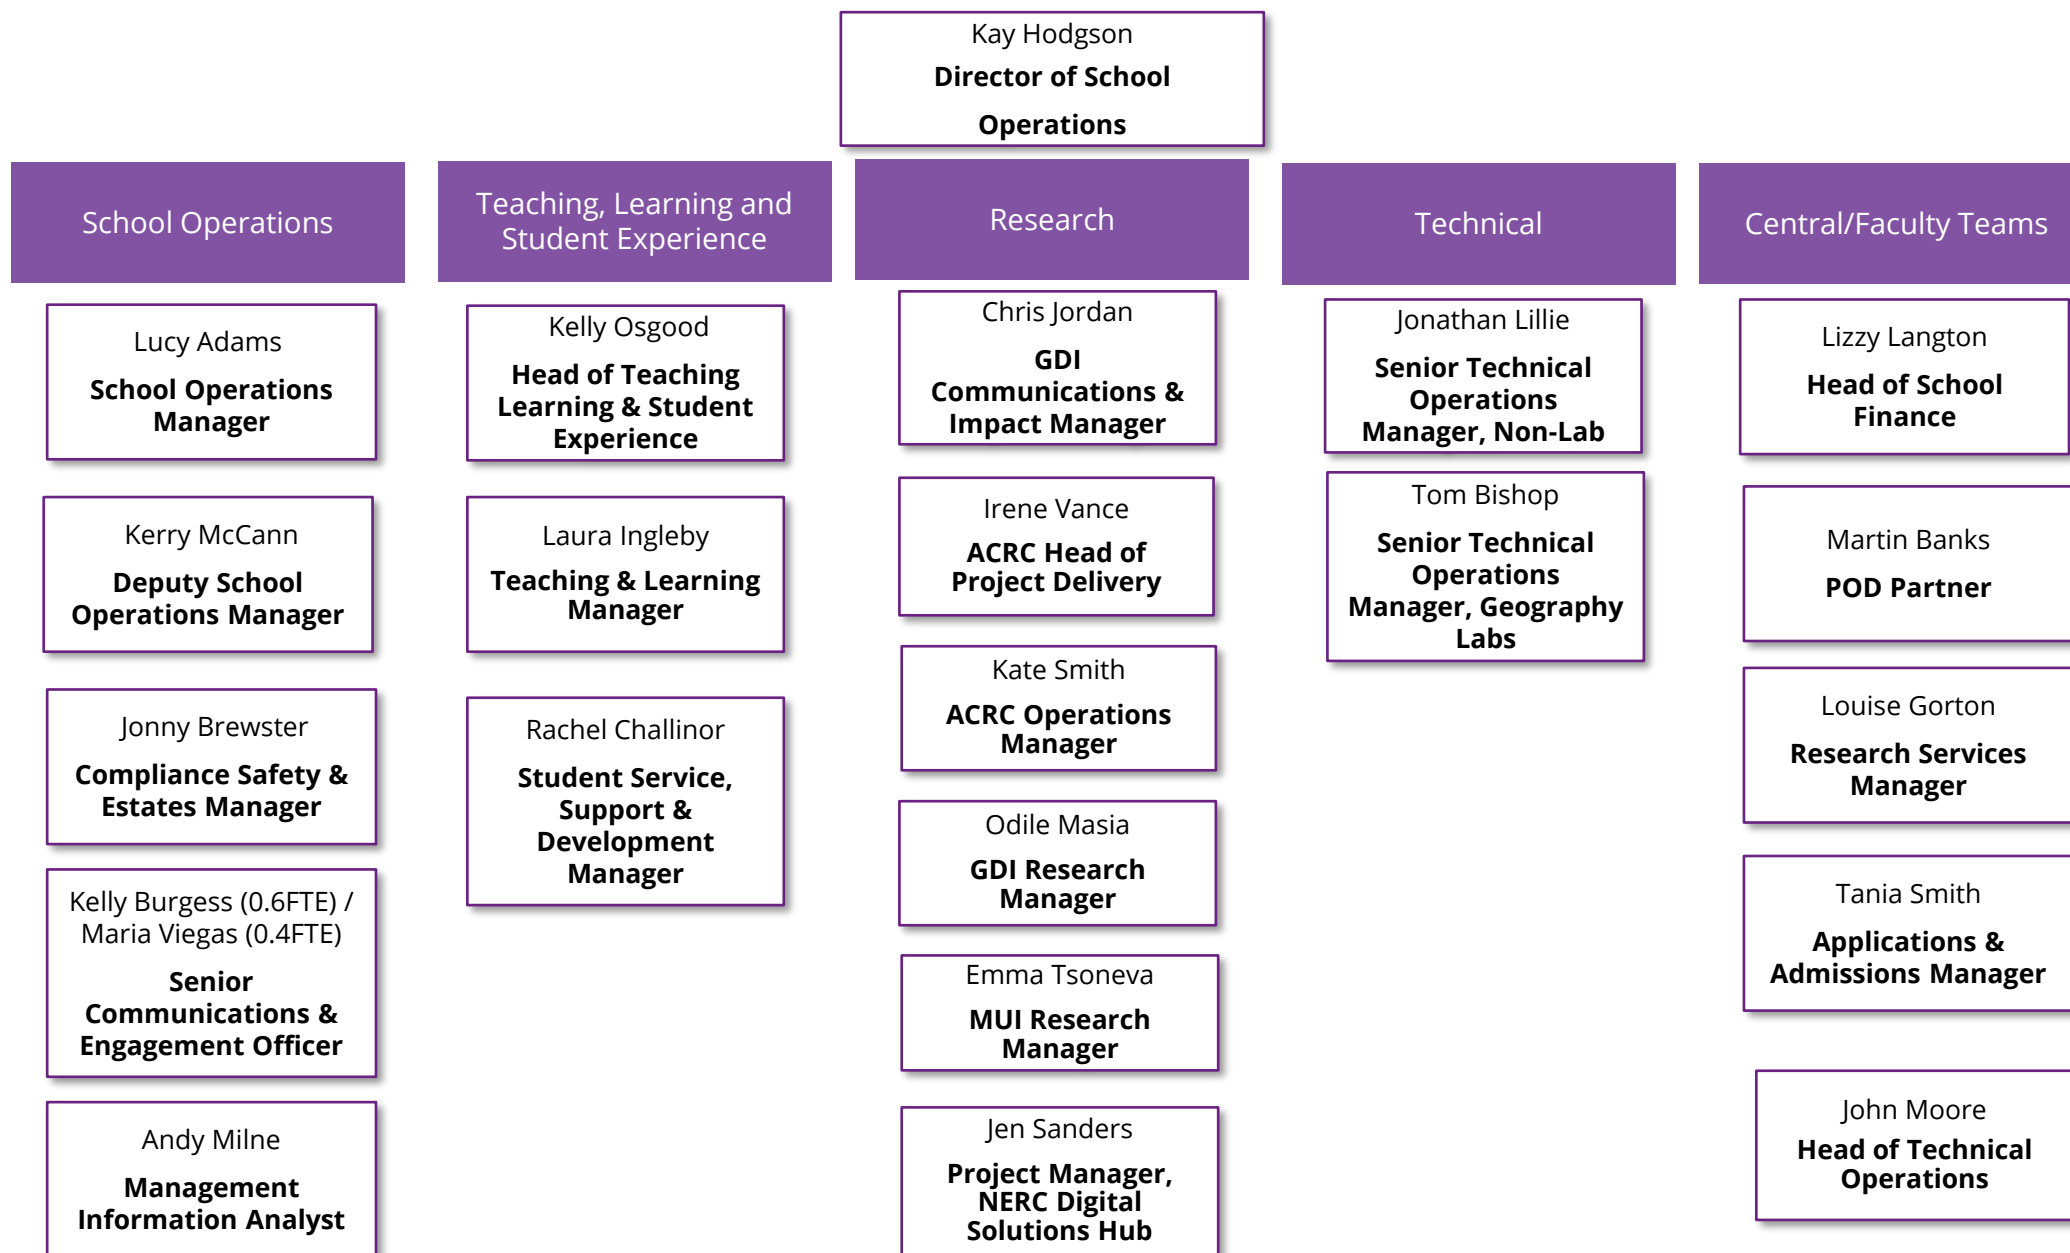 Kay Hodgson
Director of School
Operations
School Operations
Teaching, Learning and
Student Experience
Research
Technical
Central/Faculty Teams
Lucy Adams
School Operations
Manager
Kerry McCann
Deputy School
Operations Manager
Jonny Brewster
Compliance Safety &
Estates Manager
Kelly Burgess (0.6FTE) /
Maria Viegas (0.4FTE)
Senior
Communications &
Engagement Officer
Andy Milne
Management
Information Analyst
Kelly Osgood
Head of Teaching
Learning & Student
Experience
Laura Ingleby
Teaching & Learning
Manager
Rachel Challinor
Student Service,
Support &
Development
Manager
Chris Jordan
GDI
Communications &
Impact Manager
Irene Vance
ACRC Head of
Project Delivery
Kate Smith
ACRC Operations
Manager
Odile Masia
GDI Research
Manager
Emma Tsoneva
MUI Research
Manager
Jen Sanders
Project Manager,
NERC Digital
Solutions Hub
Jonathan Lillie
Senior Technical
Operations
Manager, Non-Lab
Tom Bishop
Senior Technical
Operations
Manager, Geography
Labs
Lizzy Langton
Head of School
Finance
Martin Banks
POD Partner
Louise Gorton
Research Services
Manager
Tania Smith
Applications &
Admissions Manager
John Moore
Head of Technical
Operations